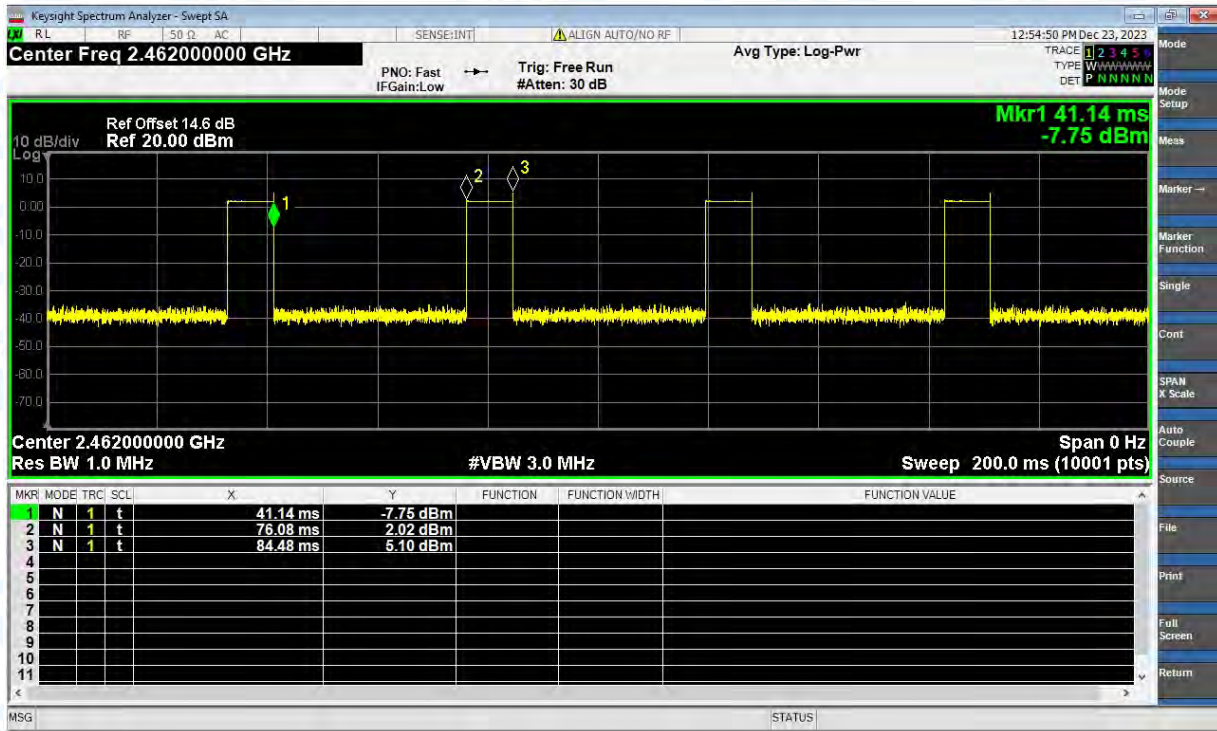 Keysight Spectrum Analyzer - Swept SA
RL RF 50 Ω AC SENSE:INT ALIGN AUTO/NO RF 12:54:50 PM Dec 23, 2023
Center Freq 2.462000000 GHz
PNO: Fast
IFGain:Low
Trig: Free Run
#Atten: 30 dB
Avg Type: Log-Pwr
TRACE 1 2 3 4 5 6
TYPE WWWWWW
DET P N N N N N
Mkr1 41.14 ms
-7.75 dBm
Ref Offset 14.6 dB
10 dB/div Ref 20.00 dBm
Log
10.0
0.00
-10.0
-20.0
-30.0
-40.0
-50.0
-60.0
-70.0
1
2
3
Center 2.462000000 GHz Span 0 Hz
Res BW 1.0 MHz #VBW 3.0 MHz Sweep 200.0 ms (10001 pts)
MKR MODE TRC SCL X Y FUNCTION FUNCTION WIDTH FUNCTION VALUE
1 N 1 t 41.14 ms -7.75 dBm
2 N 1 t 76.08 ms 2.02 dBm
3 N 1 t 84.48 ms 5.10 dBm
4
5
6
7
8
9
10
11
MSG STATUS
Mode
Mode
Setup
Meas
Marker→
Marker
Function
Single
Cont
SPAN
X Scale
Auto
Couple
Source
File
Print
Full
Screen
Return